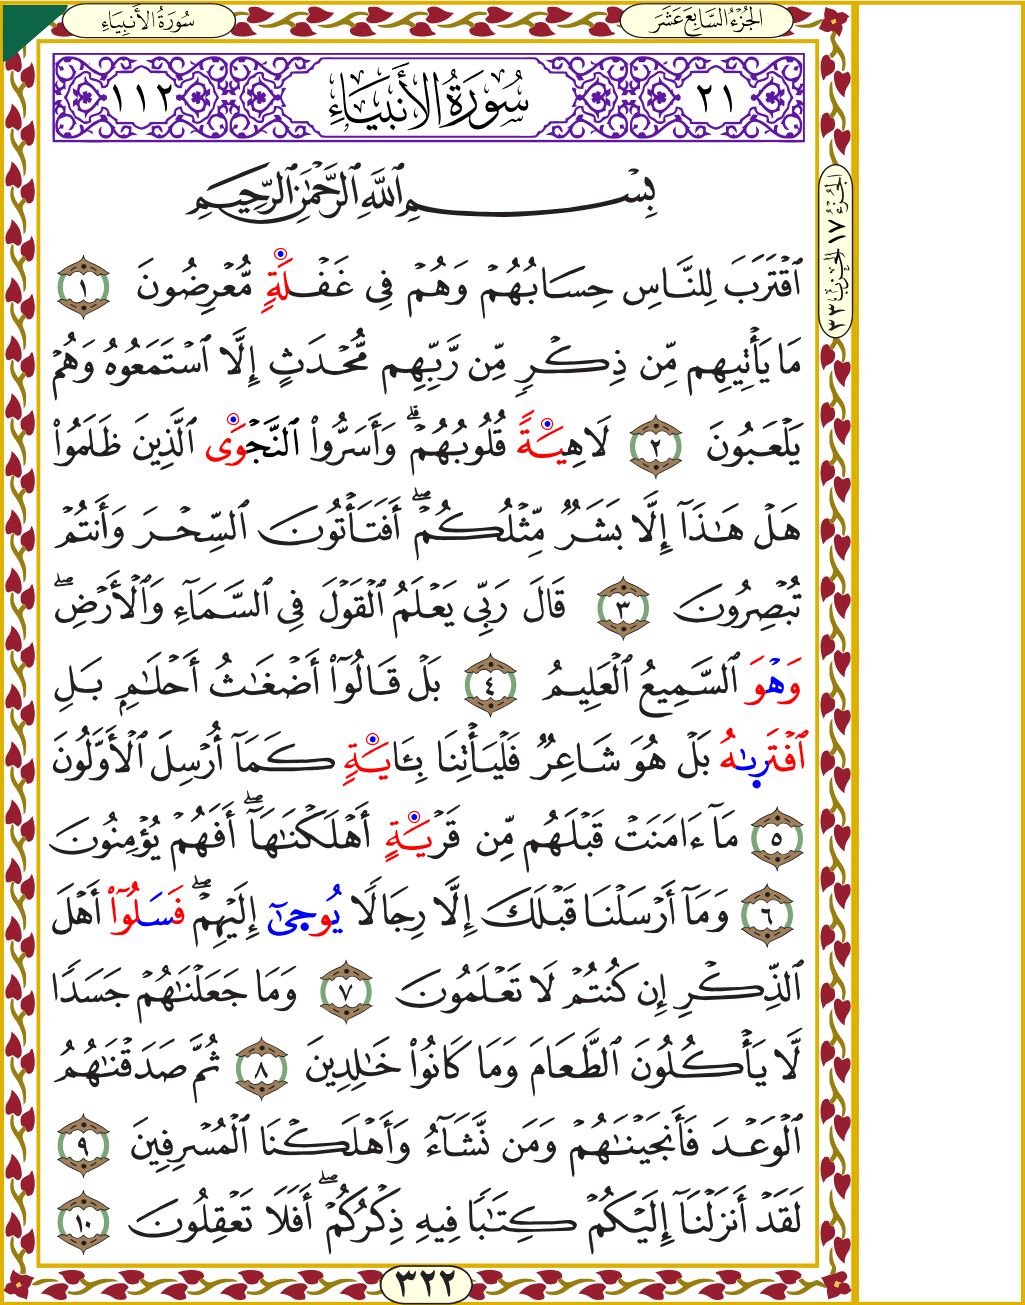 سُورَةُ الأَنبِيَاءِ
الجُزْءُ السَّابِعَ عَشَرَ
٢١ سُورَةُ الأَنبِيَاءِ ١١٢
بِسْمِ ٱللَّهِ ٱلرَّحْمَٰنِ ٱلرَّحِيمِ
ٱقْتَرَبَ لِلنَّاسِ حِسَابُهُمْ وَهُمْ فِى غَفْلَةٍ مُّعْرِضُونَ ١
مَا يَأْتِيهِم مِّن ذِكْرٍ مِّن رَّبِّهِم مُّحْدَثٍ إِلَّا ٱسْتَمَعُوهُ وَهُمْ
يَلْعَبُونَ ٢ لَاهِيَةً قُلُوبُهُمْ ۗ وَأَسَرُّوا۟ ٱلنَّجْوَى ٱلَّذِينَ ظَلَمُوا۟
هَلْ هَٰذَآ إِلَّا بَشَرٌ مِّثْلُكُمْ ۖ أَفَتَأْتُونَ ٱلسِّحْرَ وَأَنتُمْ
تُبْصِرُونَ ٣ قَالَ رَبِّى يَعْلَمُ ٱلْقَوْلَ فِى ٱلسَّمَآءِ وَٱلْأَرْضِ ۖ
وَهْوَ ٱلسَّمِيعُ ٱلْعَلِيمُ ٤ بَلْ قَالُوٓا۟ أَضْغَٰثُ أَحْلَٰمٍ بَلِ
ٱفْتَرىٰهُ بَلْ هُوَ شَاعِرٌ فَلْيَأْتِنَا بِـَٔايَةٍ كَمَآ أُرْسِلَ ٱلْأَوَّلُونَ
٥ مَآ ءَامَنَتْ قَبْلَهُم مِّن قَرْيَةٍ أَهْلَكْنَٰهَآ ۖ أَفَهُمْ يُؤْمِنُونَ
٦ وَمَآ أَرْسَلْنَا قَبْلَكَ إِلَّا رِجَالًا يُوحَىٰٓ إِلَيْهِمْ ۖ فَسَلُوٓا۟ أَهْلَ
ٱلذِّكْرِ إِن كُنتُمْ لَا تَعْلَمُونَ ٧ وَمَا جَعَلْنَٰهُمْ جَسَدًا
لَّا يَأْكُلُونَ ٱلطَّعَامَ وَمَا كَانُوا۟ خَٰلِدِينَ ٨ ثُمَّ صَدَقْنَٰهُمُ
ٱلْوَعْدَ فَأَنجَيْنَٰهُمْ وَمَن نَّشَآءُ وَأَهْلَكْنَا ٱلْمُسْرِفِينَ ٩
لَقَدْ أَنزَلْنَآ إِلَيْكُمْ كِتَٰبًا فِيهِ ذِكْرُكُمْ ۖ أَفَلَا تَعْقِلُونَ ١٠
الجُزْءُ ١٧ الحِزْبُ ٣٣
٣٢٢